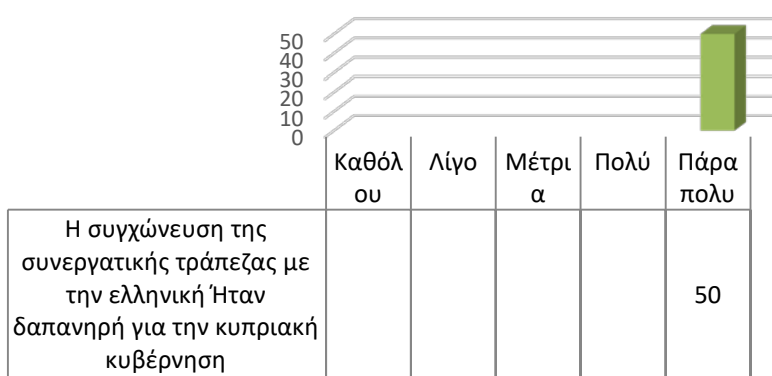 50
40
30
20
10
0
Καθόλ
ου
Λίγο
Μέτρι
α
Πολύ
Πάρα
πολυ
Η συγχώνευση της
συνεργατικής τράπεζας με
την ελληνική Ήταν
δαπανηρή για την κυπριακή
κυβέρνηση
50